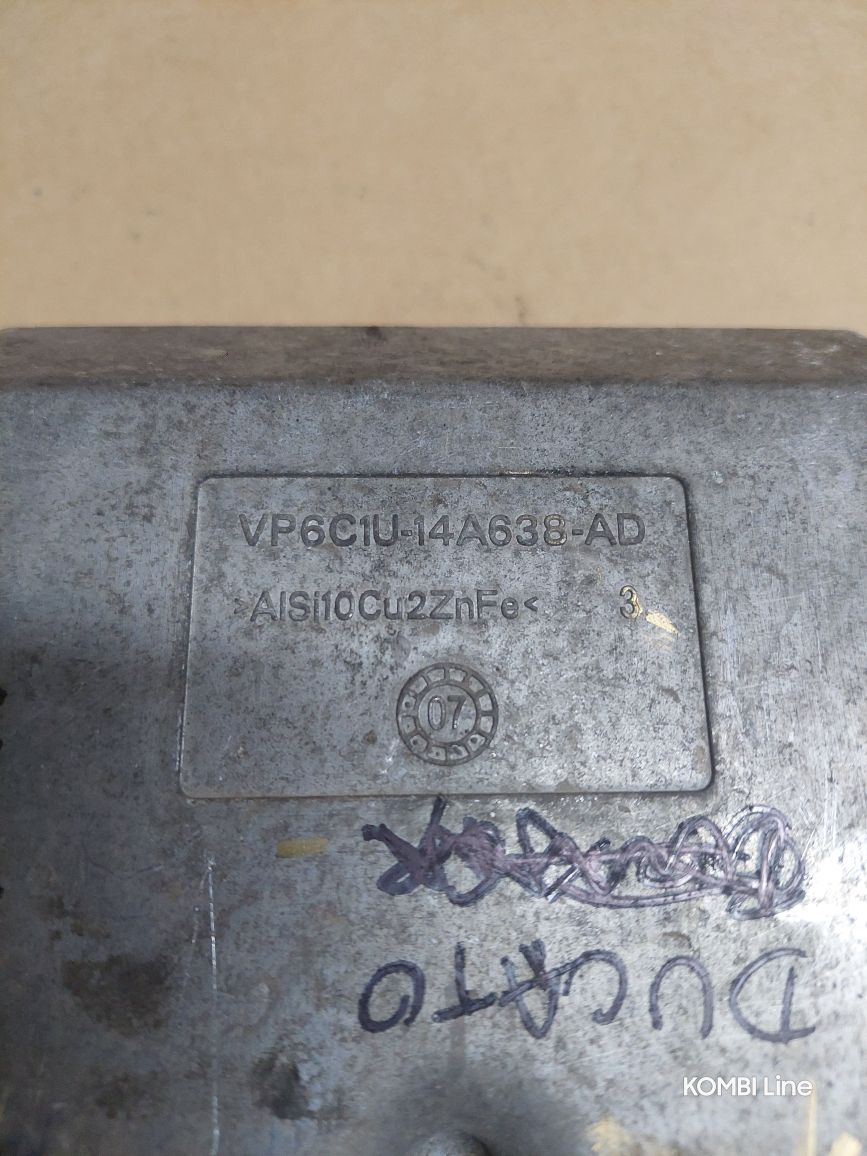 VP6C1U-14A638-AD
>AlSi10Cu2ZnFe< 3
07
DUCATO
KOMBI Line